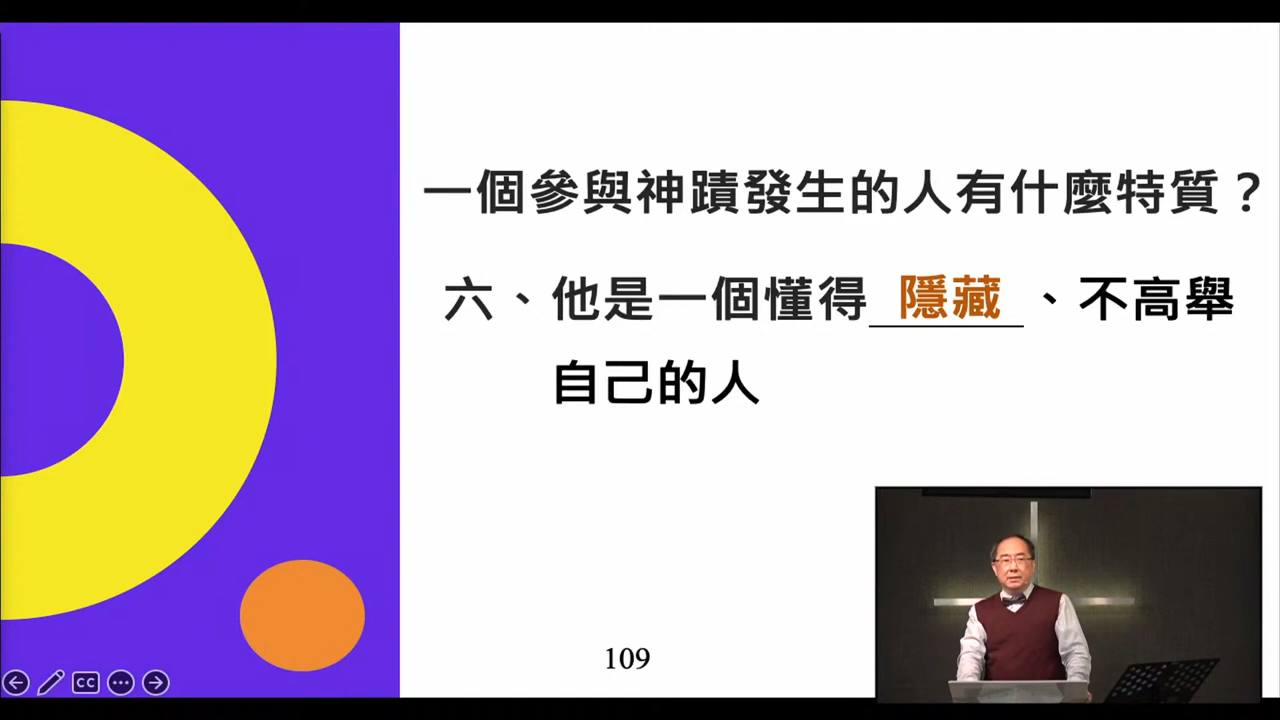 一個參與神蹟發生的人有什麼特質？
六、他是一個懂得 隱藏 、不高舉
自己的人
109
CC